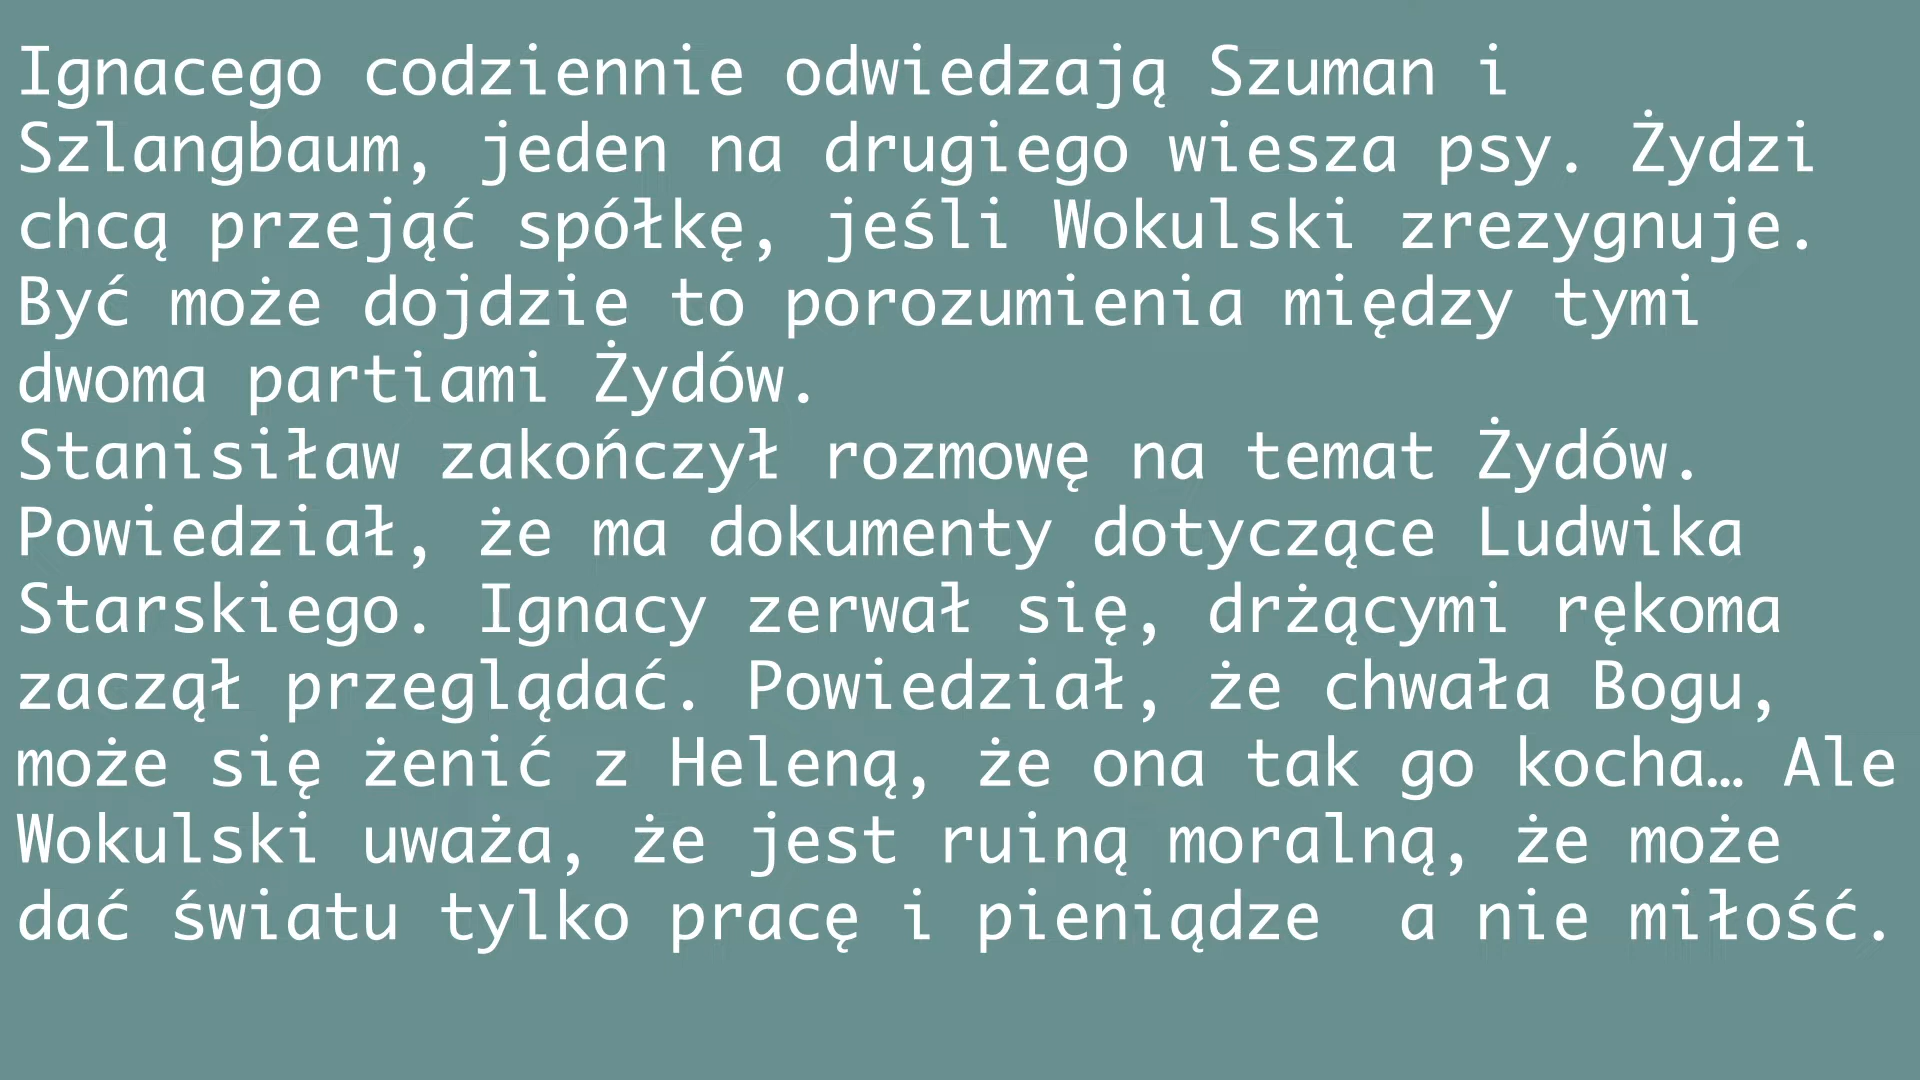 Ignacego codziennie odwiedzają Szuman i
Szlangbaum, jeden na drugiego wiesza psy. Żydzi
chcą przejąć spółkę, jeśli Wokulski zrezygnuje.
Być może dojdzie to porozumienia między tymi
dwoma partiami Żydów.
Stanisiław zakończył rozmowę na temat Żydów.
Powiedział, że ma dokumenty dotyczące Ludwika
Starskiego. Ignacy zerwał się, drżącymi rękoma
zaczął przeglądać. Powiedział, że chwała Bogu,
może się żenić z Heleną, że ona tak go kocha… Ale
Wokulski uważa, że jest ruiną moralną, że może
dać światu tylko pracę i pieniądze  a nie miłość.